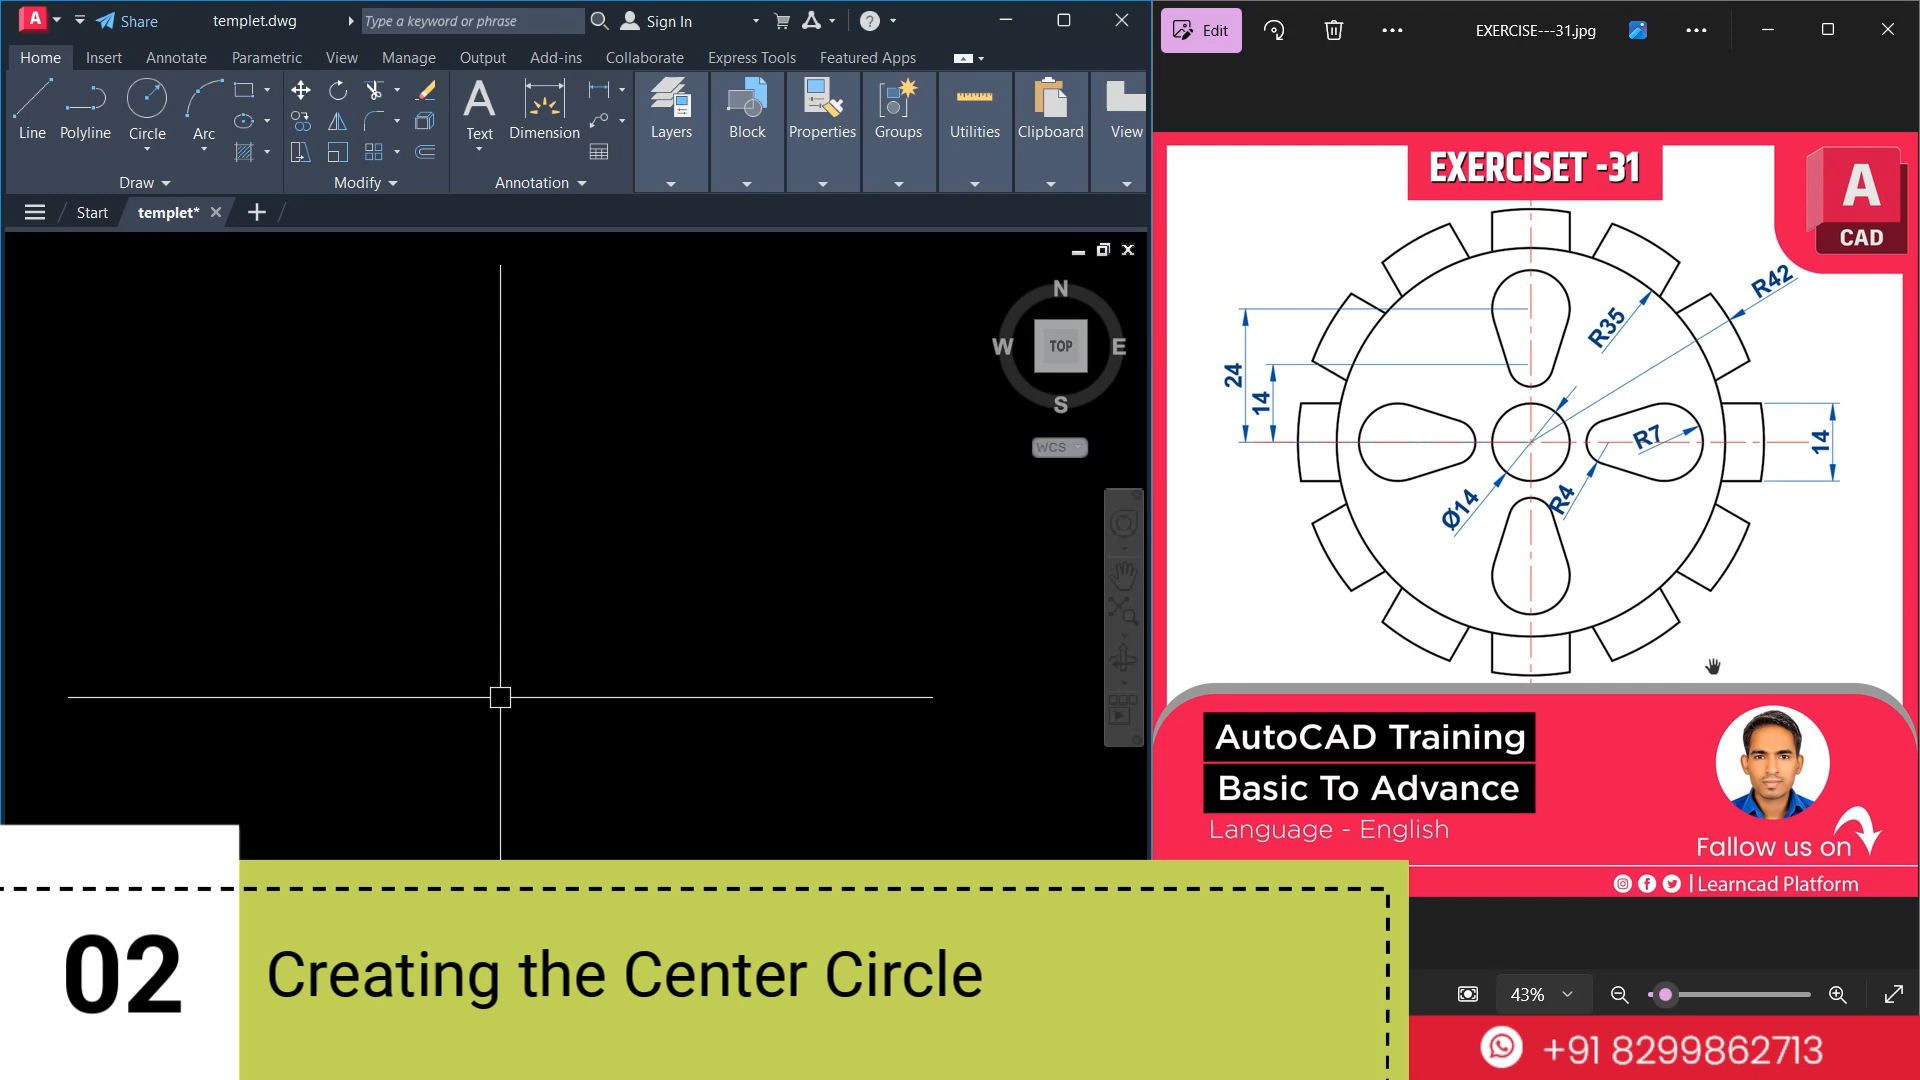 A
Share
templet.dwg
Type a keyword or phrase
Sign In
?
Home Insert Annotate Parametric View Manage Output Add-ins Collaborate Express Tools Featured Apps
A
Line Polyline Circle Arc
Text Dimension
Layers Block Properties Groups Utilities Clipboard View
Draw Modify Annotation
Start templet*
N
W TOP E
S
WCS
Edit
EXERCISE---31.jpg
EXERCISET -31
A
CAD
R42
R35
24
14
R7
14
Ø14
R4
AutoCAD Training
Basic To Advance
Language - English
Fallow us on
|Learncad Platform
02
Creating the Center Circle
43%
+91 8299862713